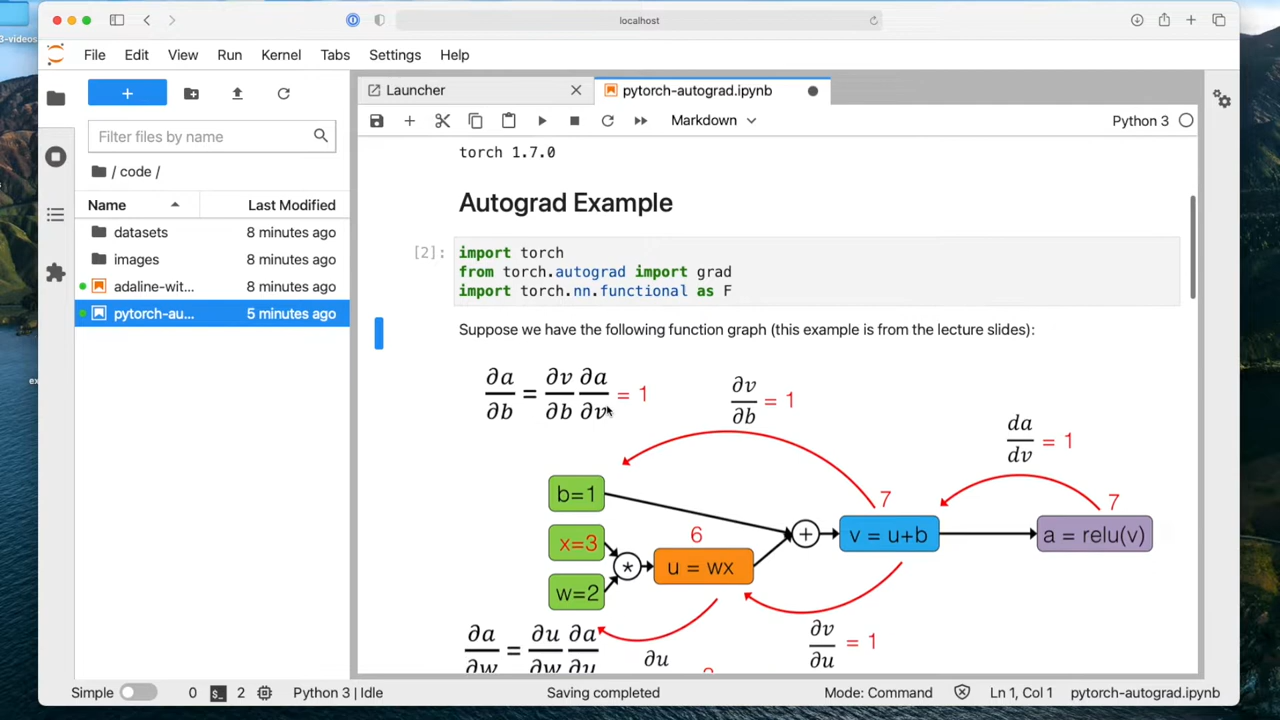 3-videos
localhost
File Edit View Run Kernel Tabs Settings Help
Launcher
pytorch-autograd.ipynb
Filter files by name
Markdown
Python 3
/ code /
torch 1.7.0
Name
Last Modified
Autograd Example
datasets 8 minutes ago
images 8 minutes ago
adaline-wit... 8 minutes ago
pytorch-au... 5 minutes ago
[2]:
import torch
from torch.autograd import grad
import torch.nn.functional as F
Suppose we have the following function graph (this example is from the lecture slides):
∂a/∂b = ∂v/∂b ∂a/∂v = 1
∂v/∂b = 1
da/dv = 1
b=1
7
7
x=3
6
v = u+b
a = relu(v)
+
*
u = wx
w=2
∂a/∂w = ∂u/∂w ∂a/∂u
∂u
∂v/∂u = 1
Simple 0 2 Python 3 | Idle Saving completed Mode: Command Ln 1, Col 1 pytorch-autograd.ipynb